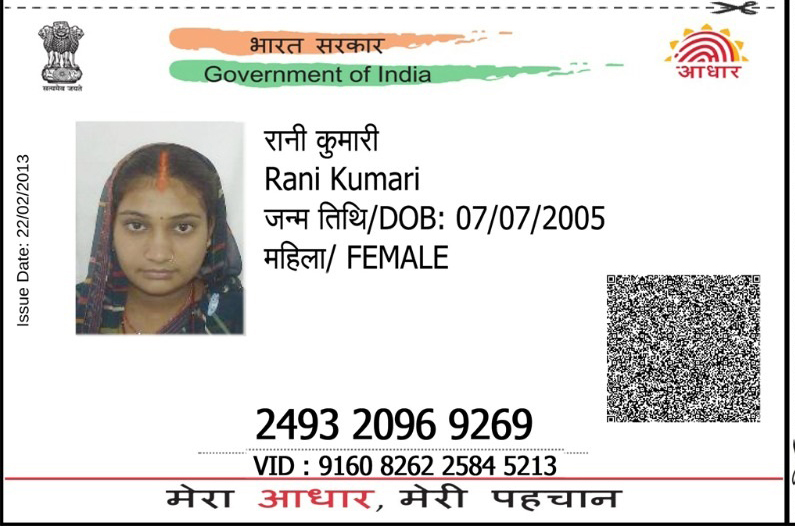 भारत सरकार
Government of India
सत्यमेव जयते
आधार
Issue Date: 22/02/2013
रानी कुमारी
Rani Kumari
जन्म तिथि/DOB: 07/07/2005
महिला/ FEMALE
2493 2096 9269
VID : 9160 8262 2584 5213
मेरा आधार, मेरी पहचान